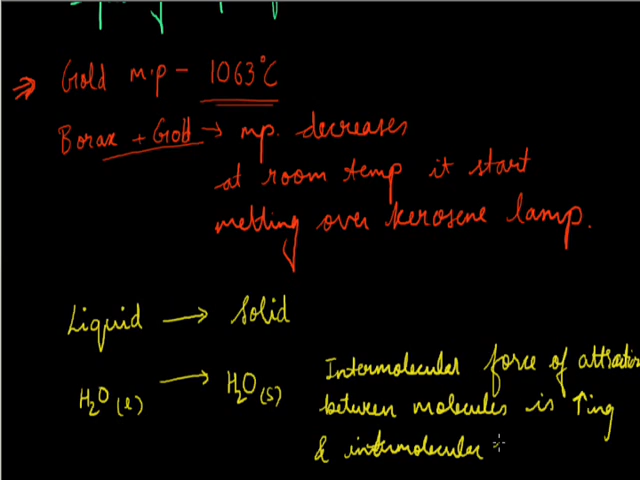 ⇒ Gold m.p - 1063°C
Borax + Gold → mp. decreases
at room temp it start
melting over kerosene lamp.
Liquid → Solid
H₂O (l) → H₂O (s)
Intermolecular force of attraction
between molecules is ↑ing
& intermolecular